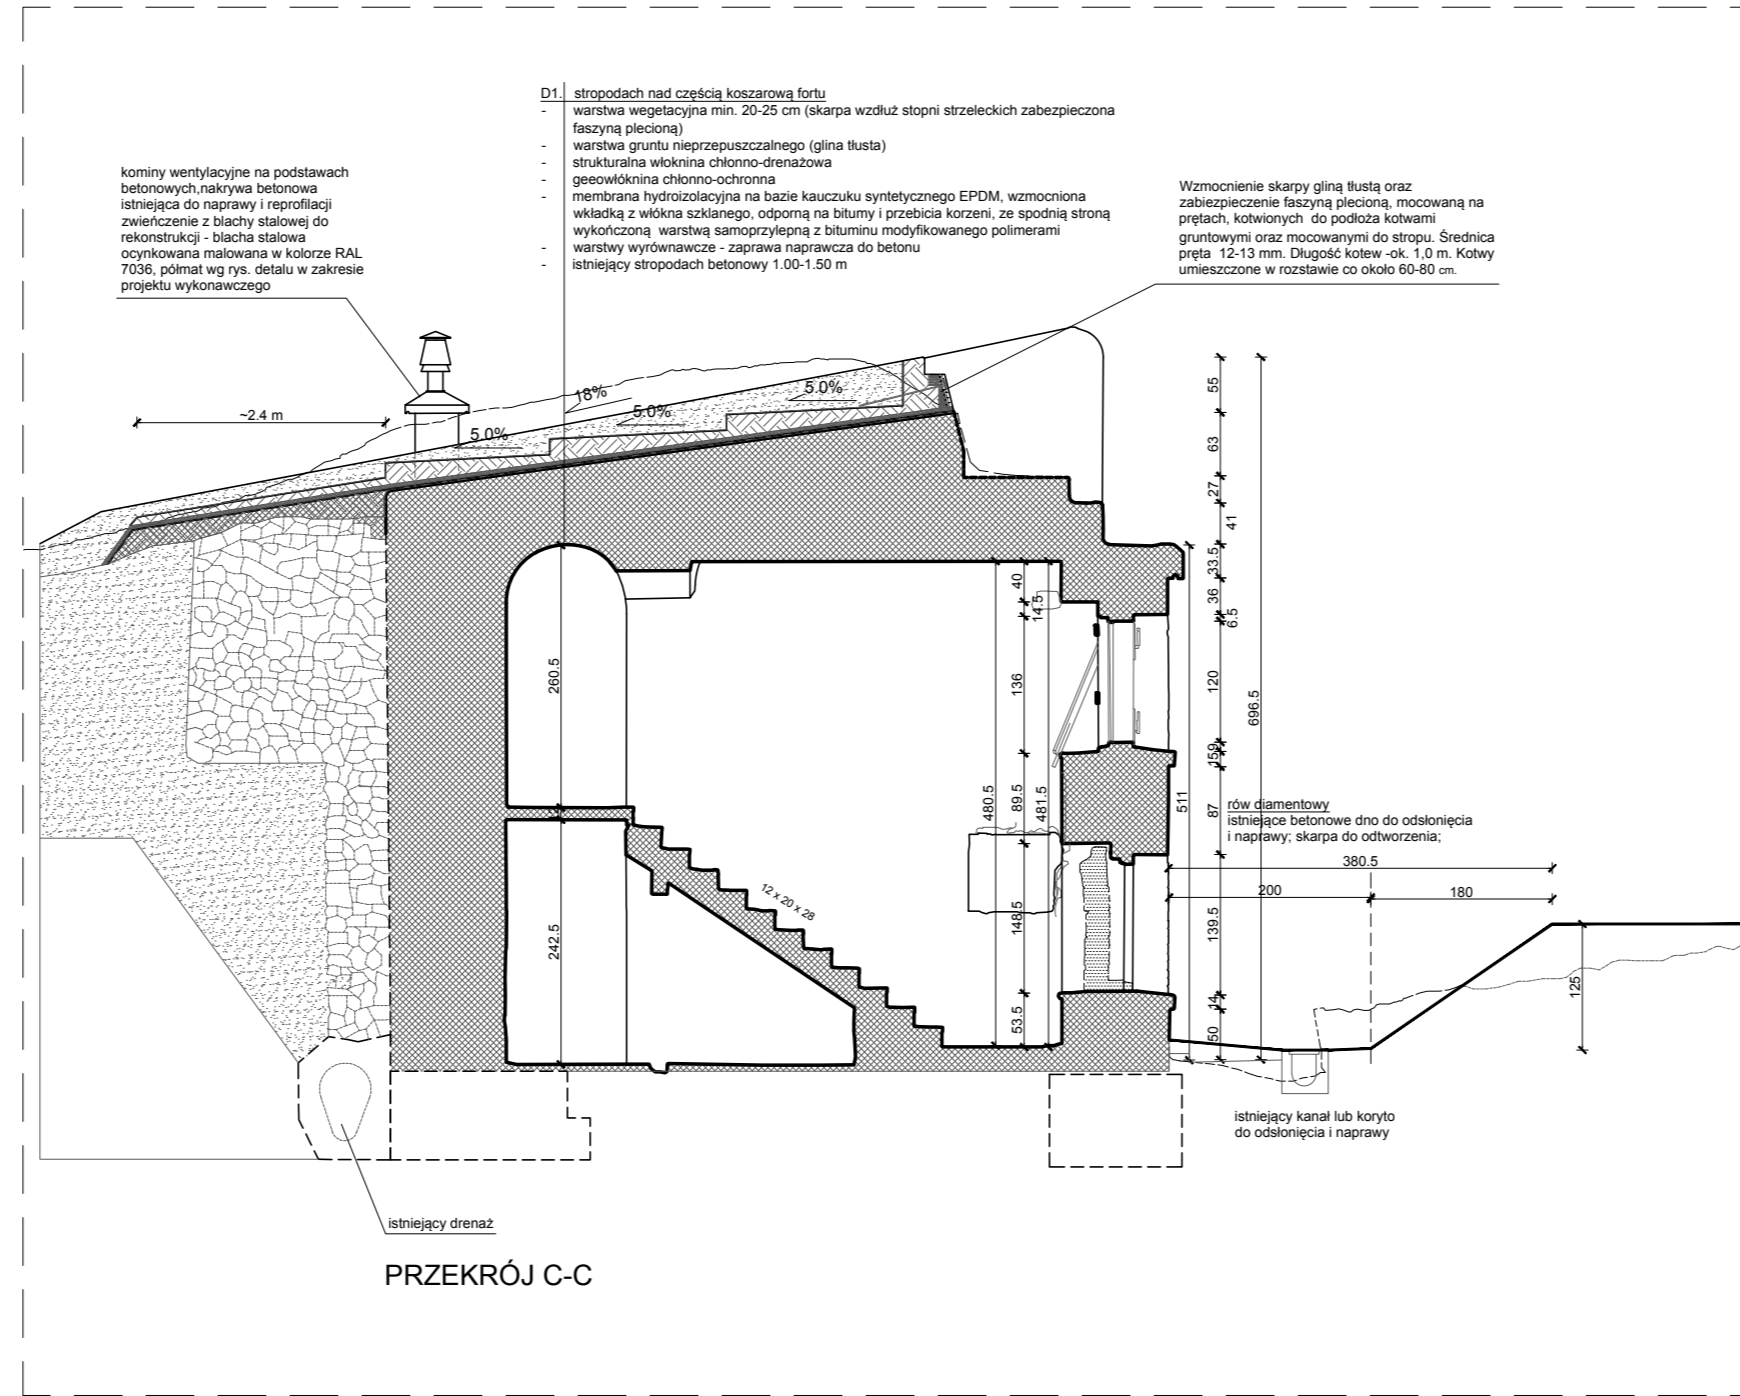 D1. stropodach nad częścią koszarową fortu
- warstwa wegetacyjna min. 20-25 cm (skarpa wzdłuż stopni strzeleckich zabezpieczona
faszyną plecioną)
- warstwa gruntu nieprzepuszczalnego (glina tłusta)
- strukturalna włoknina chłonno-drenażowa
- geeowłóknina chłonno-ochronna
- membrana hydroizolacyjna na bazie kauczuku syntetycznego EPDM, wzmocniona
wkładką z włókna szklanego, odporną na bitumy i przebicia korzeni, ze spodnią stroną
wykończoną warstwą samoprzylepną z bituminu modyfikowanego polimerami
- warstwy wyrównawcze - zaprawa naprawcza do betonu
- istniejący stropodach betonowy 1.00-1.50 m
kominy wentylacyjne na podstawach
betonowych,nakrywa betonowa
istniejąca do naprawy i reprofilacji
zwieńczenie z blachy stalowej do
rekonstrukcji - blacha stalowa
ocynkowana malowana w kolorze RAL
7036, półmat wg rys. detalu w zakresie
projektu wykonawczego
Wzmocnienie skarpy gliną tłustą oraz
zabiezpieczenie faszyną plecioną, mocowaną na
prętach, kotwionych do podłoża kotwami
gruntowymi oraz mocowanymi do stropu. Średnica
pręta 12-13 mm. Długość kotew -ok. 1,0 m. Kotwy
umieszczone w rozstawie co około 60-80 cm.
~2.4 m
18%
5.0%
5.0%
5.0%
55
63
27
41
33.5
36
6.5
120
15
9
87
139.5
14
50
696.5
511
40
14.5
136
89.5
148.5
53.5
480.5
481.5
260.5
242.5
12 x 20 x 28
rów diamentowy
istniejące betonowe dno do odsłonięcia
i naprawy; skarpa do odtworzenia;
380.5
200
180
125
istniejący kanał lub koryto
do odsłonięcia i naprawy
istniejący drenaż
PRZEKRÓJ C-C